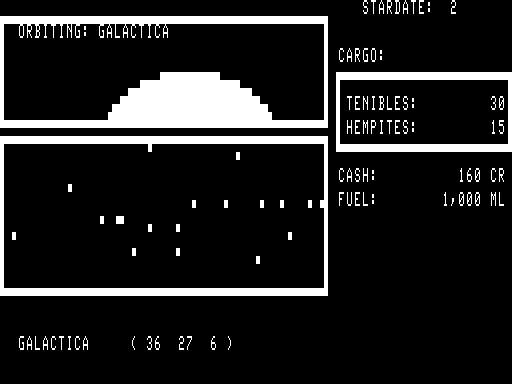 STARDATE: 2
ORBITING: GALACTICA
CARGO:
TENIBLES: 30
HEMPITES: 15
CASH: 160 CR
FUEL: 1,000 ML
GALACTICA ( 36 27 6 )